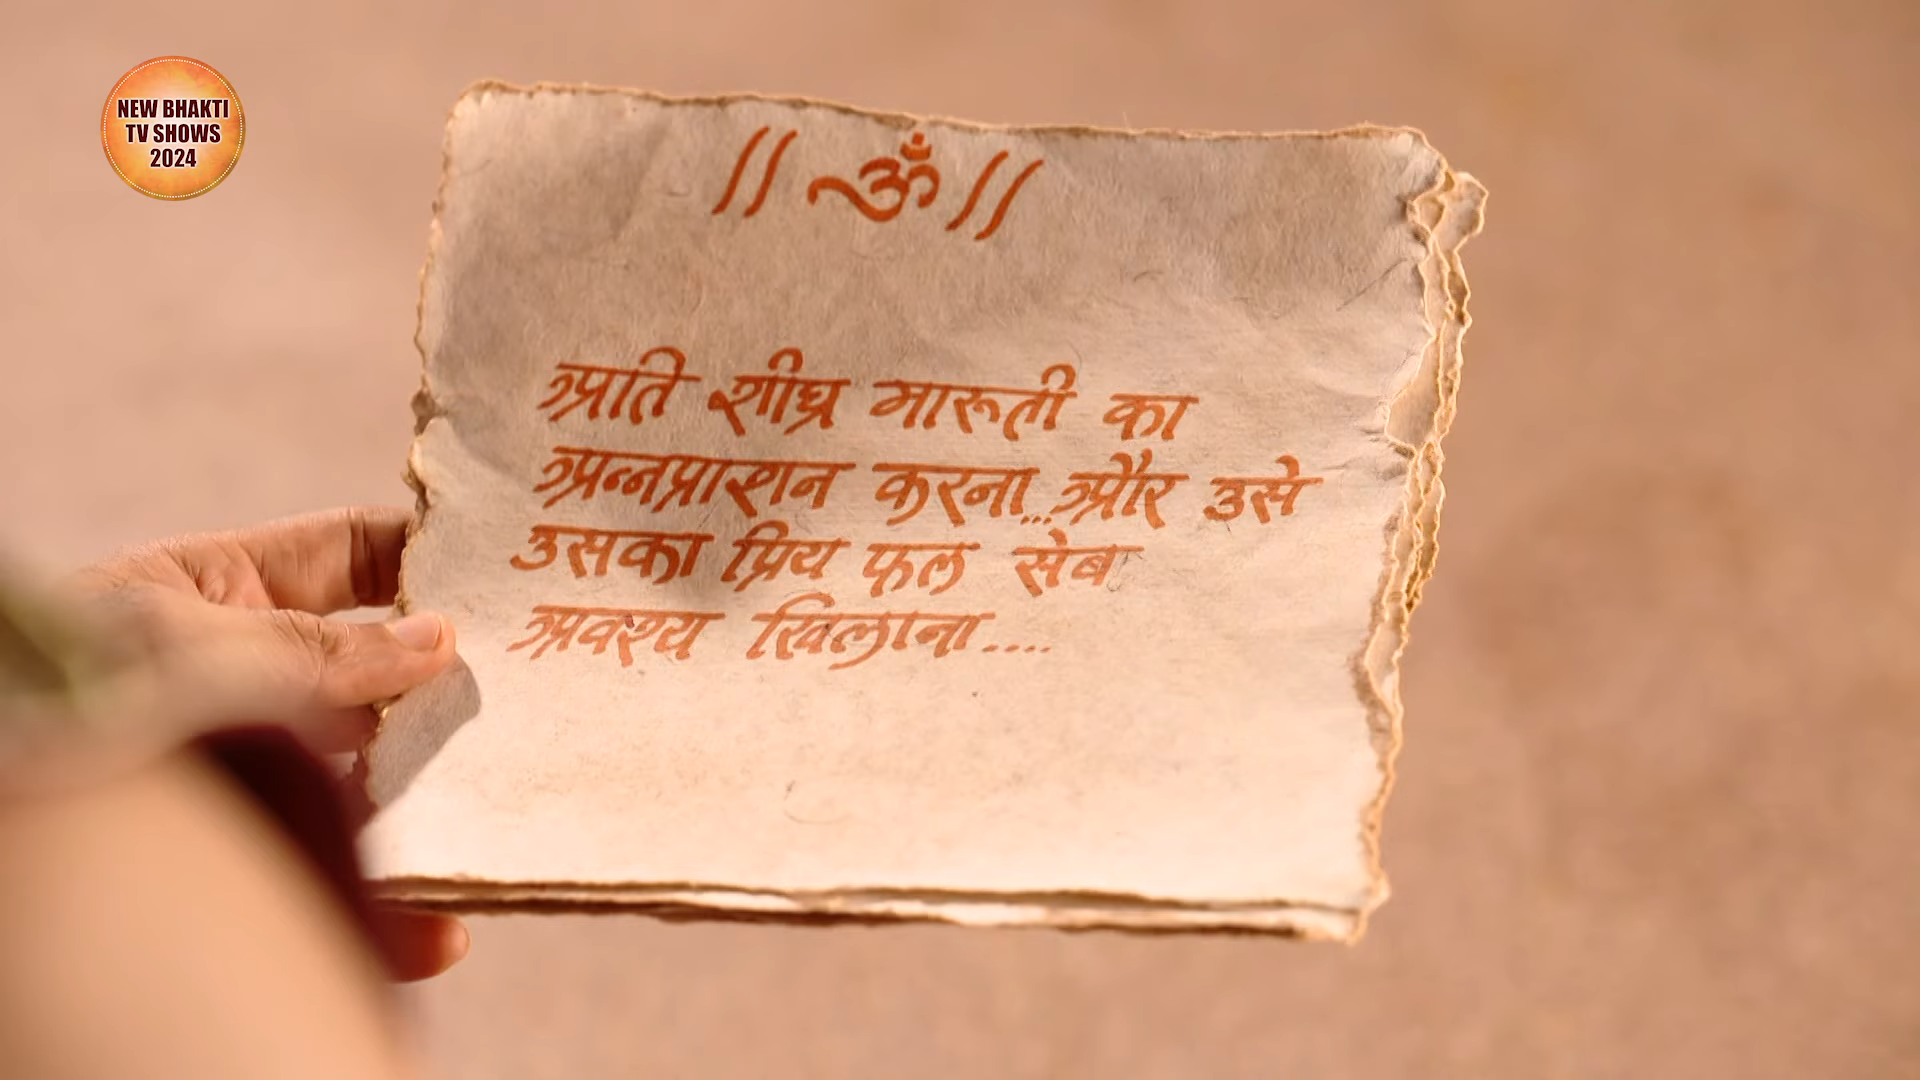 NEW BHAKTI
TV SHOWS
2024
|| ॐ ||
अति शीघ्र मारूती का
अन्नप्राशन करना...और उसे
उसका प्रिय फल सेब
अवश्य खिलाना....